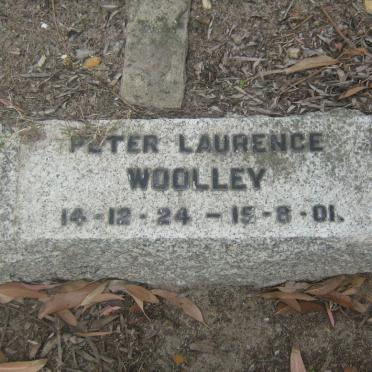 PETER LAURENCE
WOOLLEY
14-12-24 - 15-8-01.